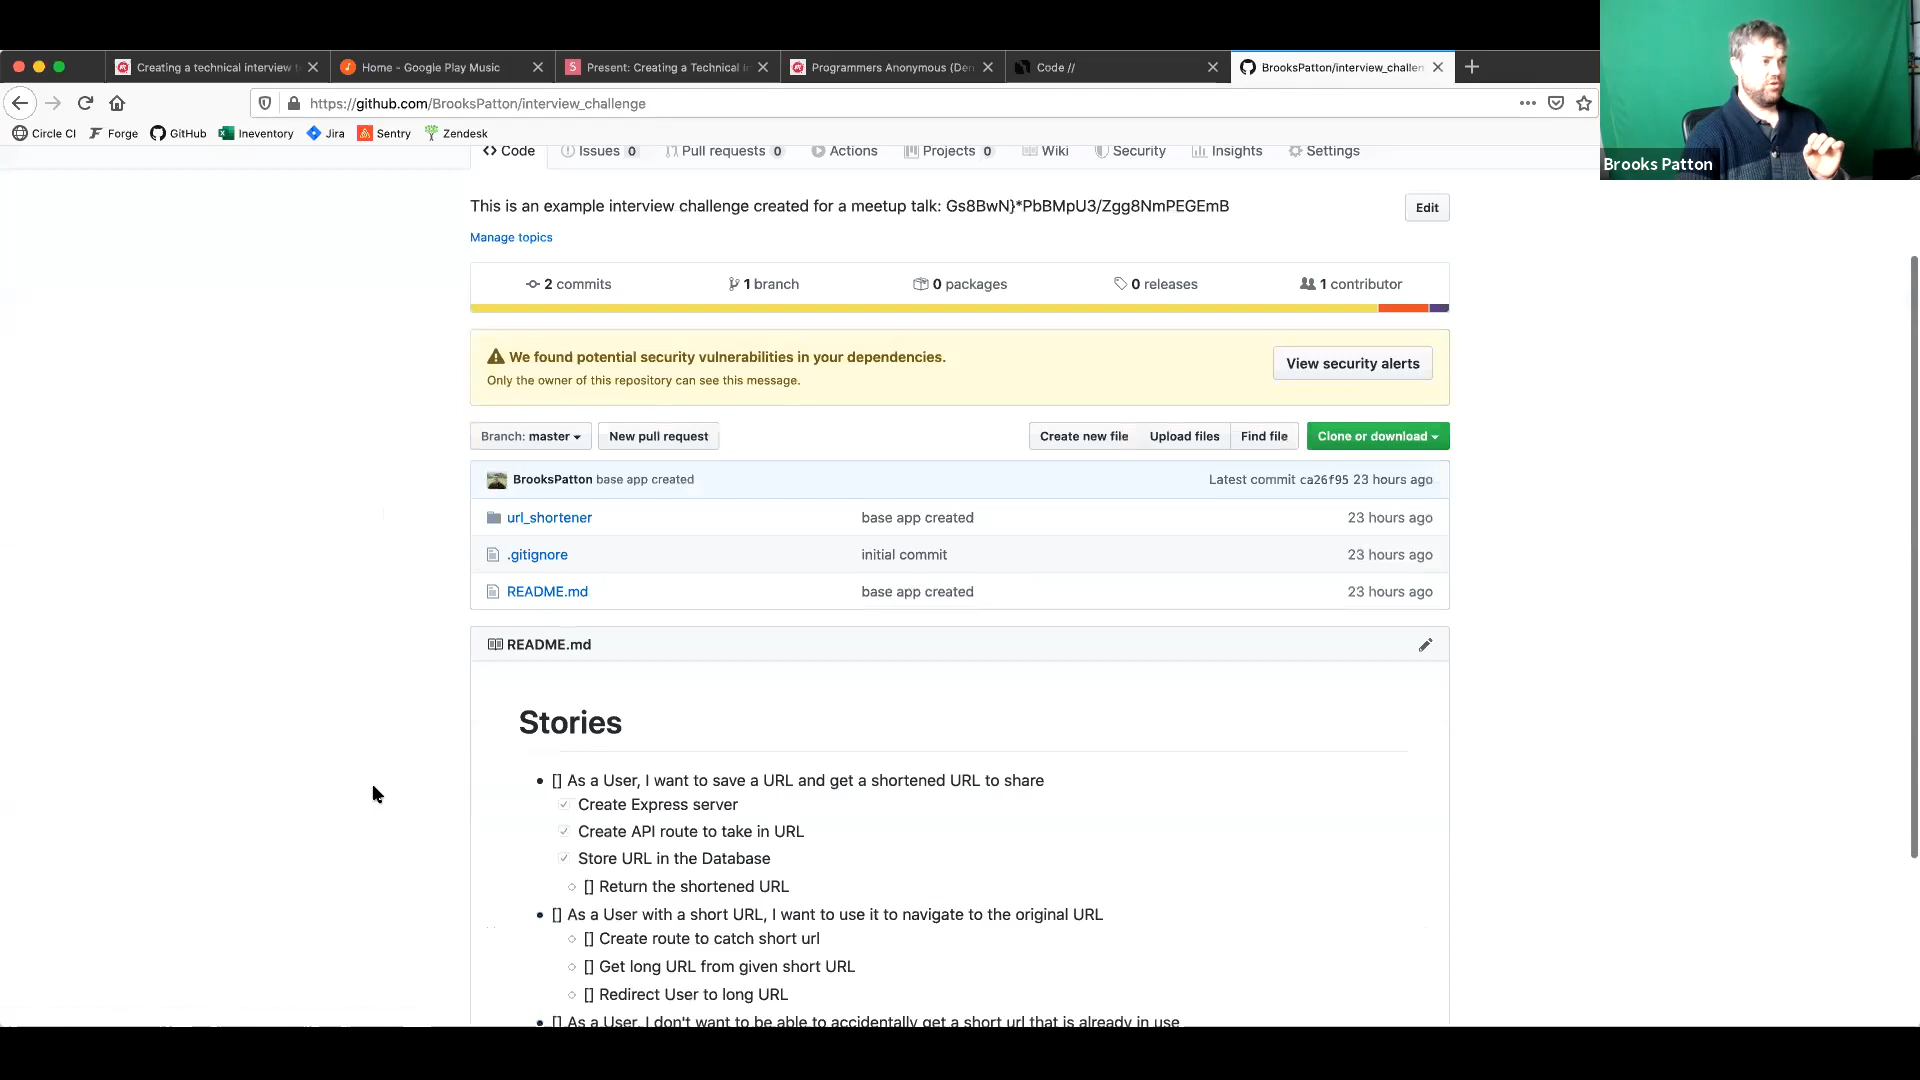 Creating a technical interview t
Home - Google Play Music
Present: Creating a Technical i
Programmers Anonymous (Den
Code //
BrooksPatton/interview_challen
https://github.com/BrooksPatton/interview_challenge
Circle CI
Forge
GitHub
Ineventory
Jira
Sentry
Zendesk
Brooks Patton
Code
Issues 0
Pull requests 0
Actions
Projects 0
Wiki
Security
Insights
Settings
This is an example interview challenge created for a meetup talk: Gs8BwN}*PbBMpU3/Zgg8NmPEGEmB
Edit
Manage topics
2 commits
1 branch
0 packages
0 releases
1 contributor
We found potential security vulnerabilities in your dependencies.
Only the owner of this repository can see this message.
View security alerts
Branch: master
New pull request
Create new file
Upload files
Find file
Clone or download
BrooksPatton base app created
Latest commit ca26f95 23 hours ago
url_shortener
base app created
23 hours ago
.gitignore
initial commit
23 hours ago
README.md
base app created
23 hours ago
README.md
Stories
[] As a User, I want to save a URL and get a shortened URL to share
Create Express server
Create API route to take in URL
Store URL in the Database
[] Return the shortened URL
[] As a User with a short URL, I want to use it to navigate to the original URL
[] Create route to catch short url
[] Get long URL from given short URL
[] Redirect User to long URL
[] As a User, I don't want to be able to accidentally get a short url that is already in use